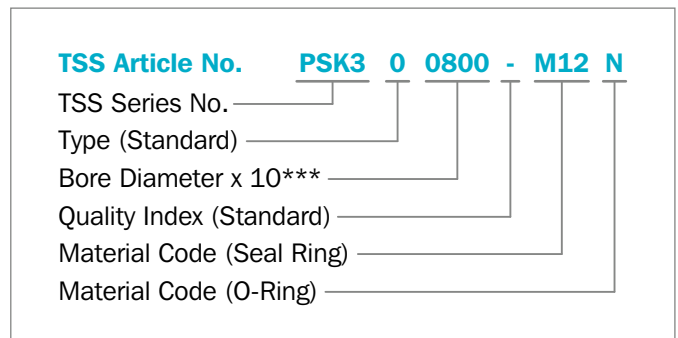 TSS Article No. PSK3 0 0800 - M12 N
TSS Series No.
Type (Standard)
Bore Diameter x 10***
Quality Index (Standard)
Material Code (Seal Ring)
Material Code (O-Ring)